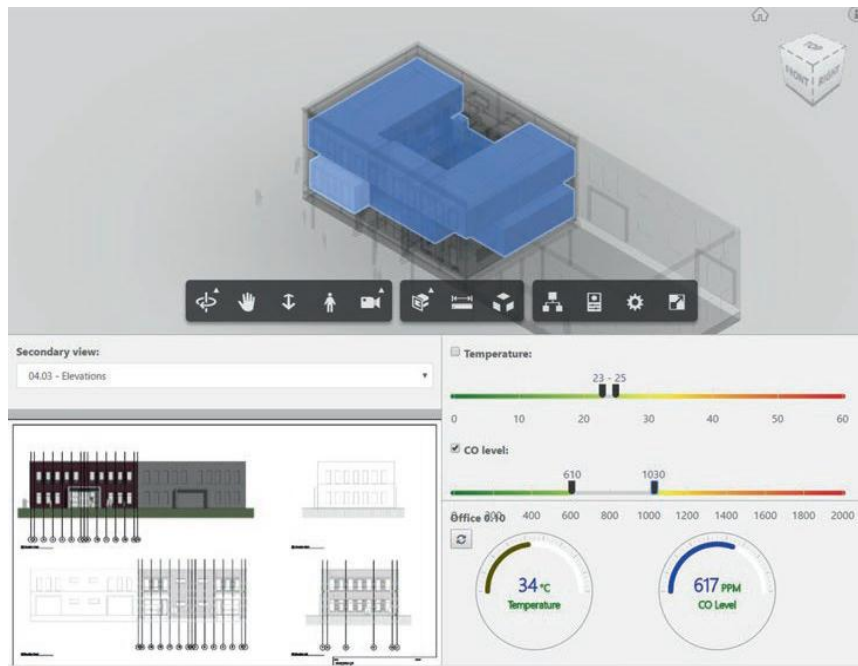 TOP
FRONT
RIGHT
Secondary view:
04.03 - Elevations
Temperature:
23 - 25
0 10 20 30 40 50 60
CO level:
610 1030
0 200 400 600 800 1000 1200 1400 1600 1800 2000
Office 0.10
34 °C
Temperature
617 PPM
CO Level